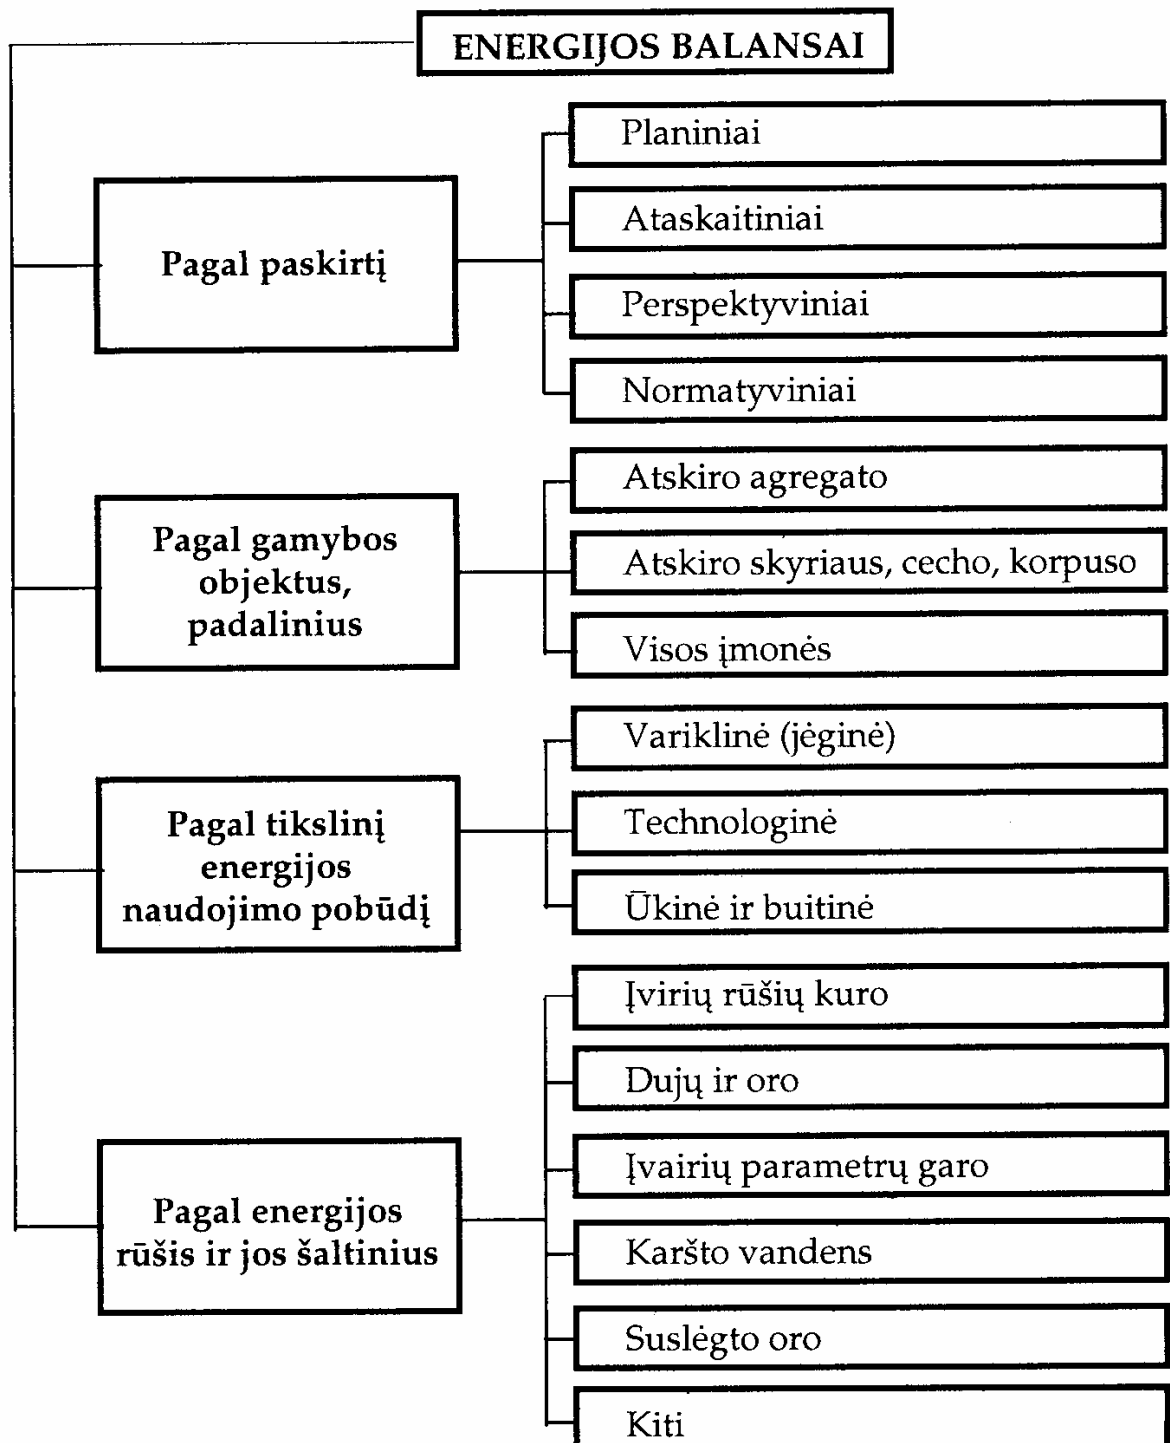 ENERGIJOS BALANSAI
Pagal paskirtį
Planiniai
Ataskaitiniai
Perspektyviniai
Normatyviniai
Pagal gamybos
objektus,
padalinius
Atskiro agregato
Atskiro skyriaus, cecho, korpuso
Visos įmonės
Pagal tikslinį
energijos
naudojimo pobūdį
Variklinė (jėginė)
Technologinė
Ūkinė ir buitinė
Pagal energijos
rūšis ir jos šaltinius
Įvirių rūšių kuro
Dujų ir oro
Įvairių parametrų garo
Karšto vandens
Suslėgto oro
Kiti